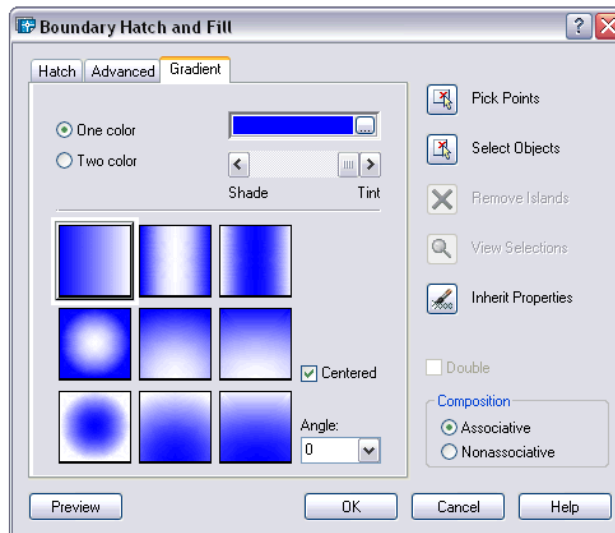 Boundary Hatch and Fill
Hatch Advanced Gradient
One color
Two color
Shade Tint
Centered
Angle:
0
Pick Points
Select Objects
Remove Islands
View Selections
Inherit Properties
Double
Composition
Associative
Nonassociative
Preview OK Cancel Help